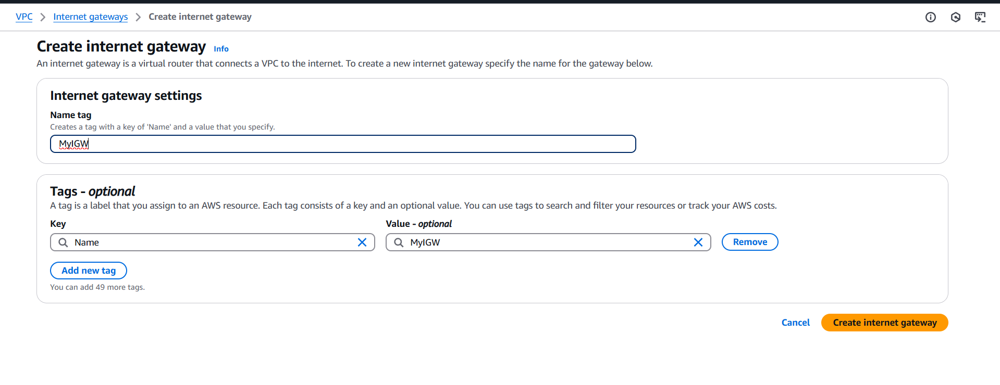 VPC > Internet gateways > Create internet gateway
Create internet gateway Info
An internet gateway is a virtual router that connects a VPC to the internet. To create a new internet gateway specify the name for the gateway below.
Internet gateway settings
Name tag
Creates a tag with a key of 'Name' and a value that you specify.
MyIGW
Tags - optional
A tag is a label that you assign to an AWS resource. Each tag consists of a key and an optional value. You can use tags to search and filter your resources or track your AWS costs.
Key Value - optional
Name MyIGW Remove
Add new tag
You can add 49 more tags.
Cancel Create internet gateway